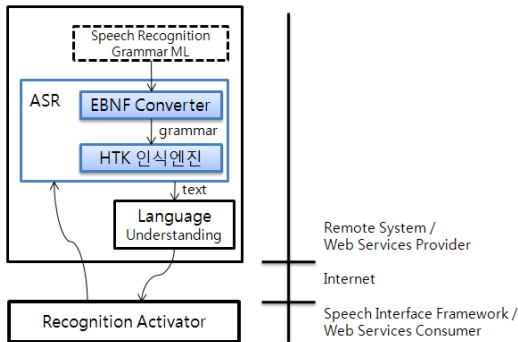 Speech Recognition
Grammar ML
ASR
EBNF Converter
grammar
HTK 인식엔진
text
Language
Understanding
Recognition Activator
Remote System /
Web Services Provider
Internet
Speech Interface Framework /
Web Services Consumer